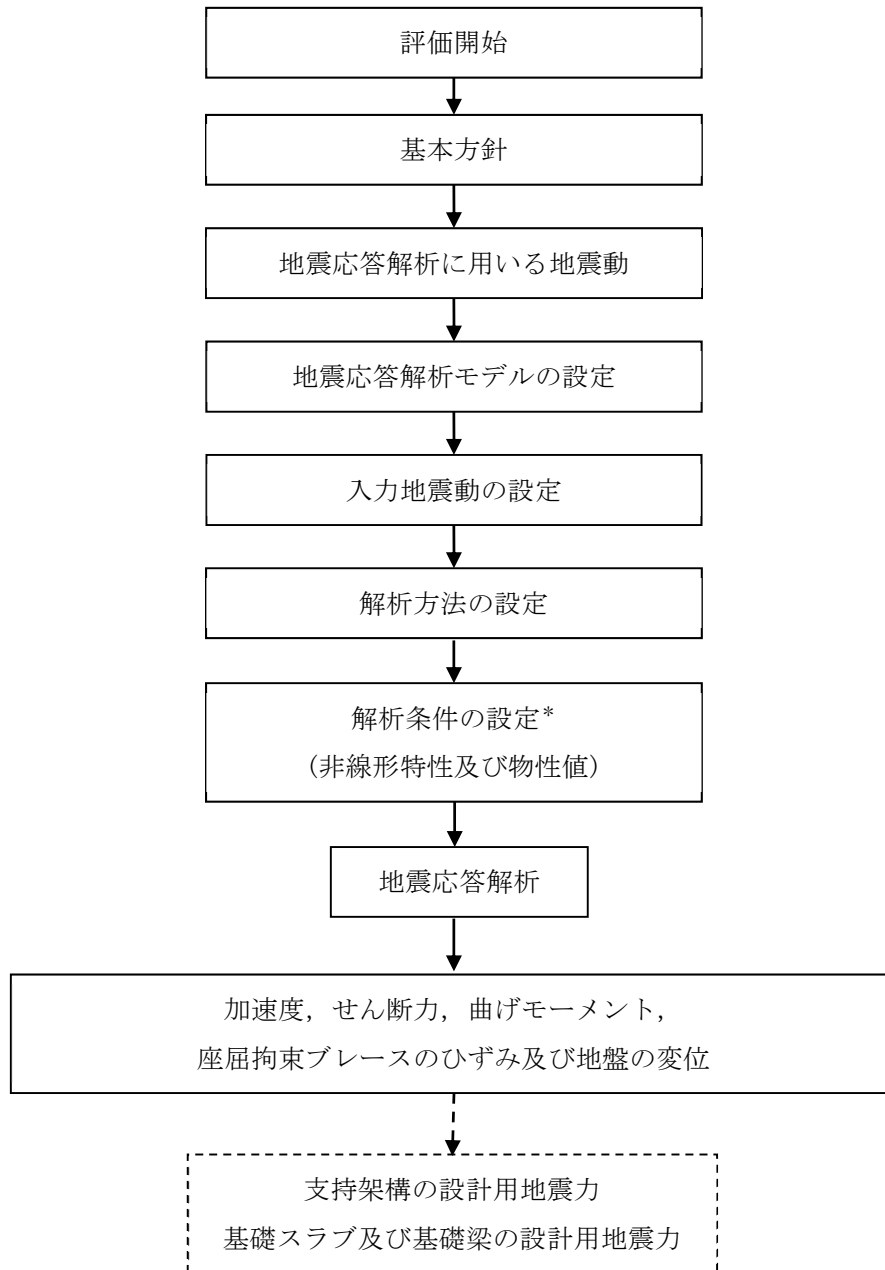 評価開始
基本方針
地震応答解析に用いる地震動
地震応答解析モデルの設定
入力地震動の設定
解析方法の設定
解析条件の設定*
(非線形特性及び物性値)
地震応答解析
加速度，せん断力，曲げモーメント，
座屈拘束ブレースのひずみ及び地盤の変位
支持架構の設計用地震力
基礎スラブ及び基礎梁の設計用地震力